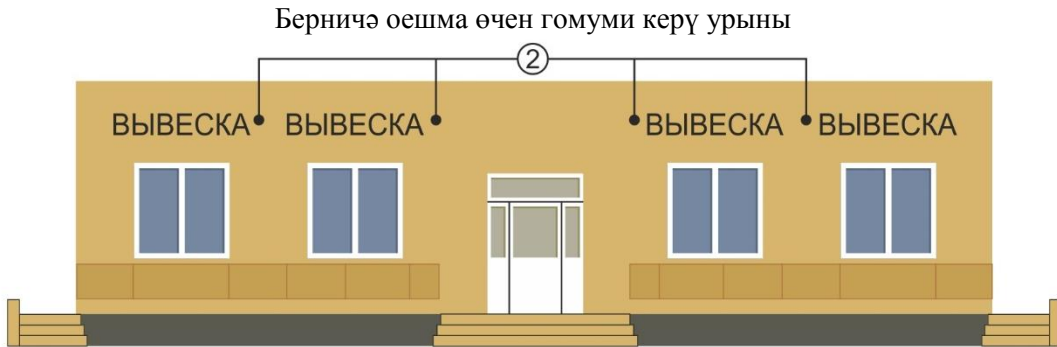 Берничә оешма өчен гомуми керү урыны
2
ВЫВЕСКА ВЫВЕСКА ВЫВЕСКА ВЫВЕСКА